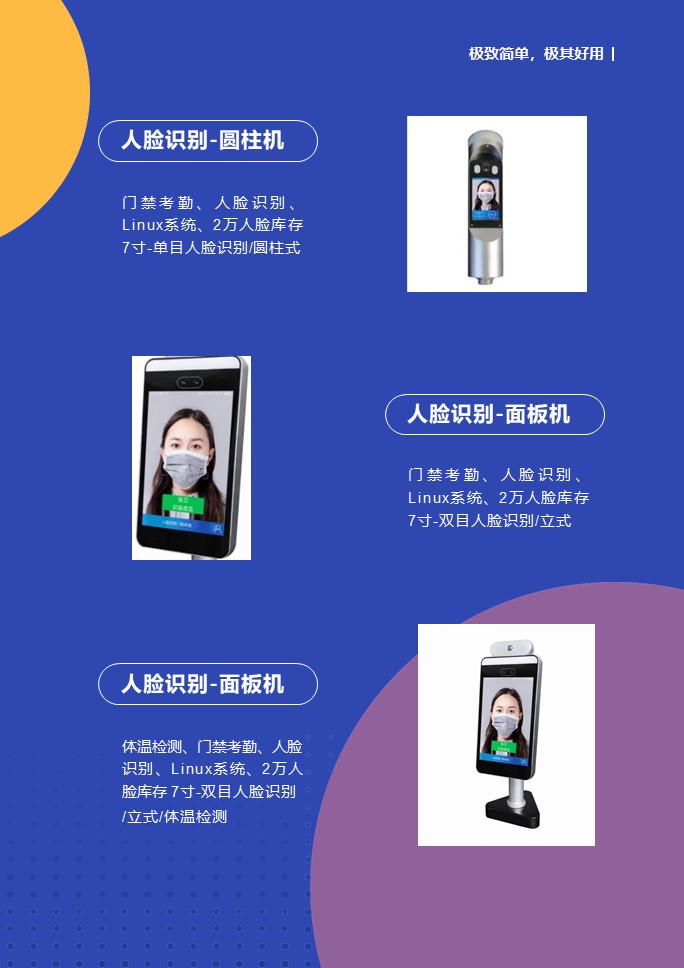 极致简单，极其好用 |
人脸识别-圆柱机
门禁考勤、人脸识别、
Linux系统、2万人脸库存
7寸-单目人脸识别/圆柱式
人脸识别-面板机
门禁考勤、人脸识别、
Linux系统、2万人脸库存
7寸-双目人脸识别/立式
人脸识别-面板机
体温检测、门禁考勤、人脸
识别、Linux系统、2万人
脸库存 7寸-双目人脸识别
/立式/体温检测